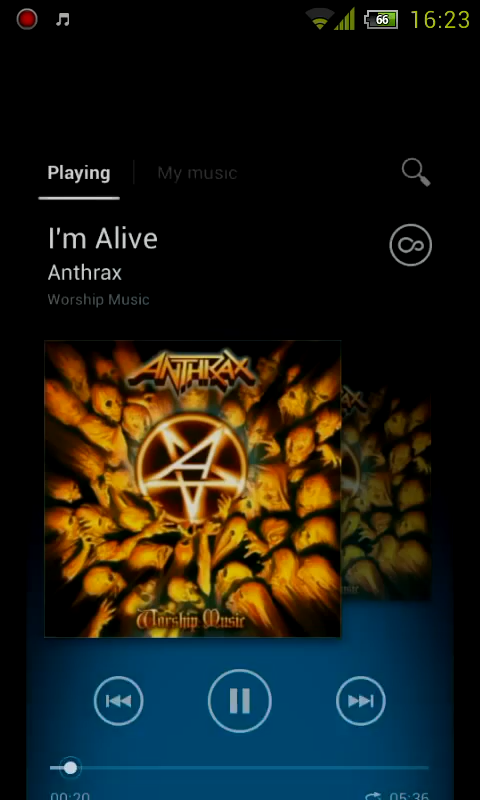 66 16:23
Playing My music
I'm Alive
Anthrax
Worship Music
ANTHRAX
Worship Music
00:20 05:36